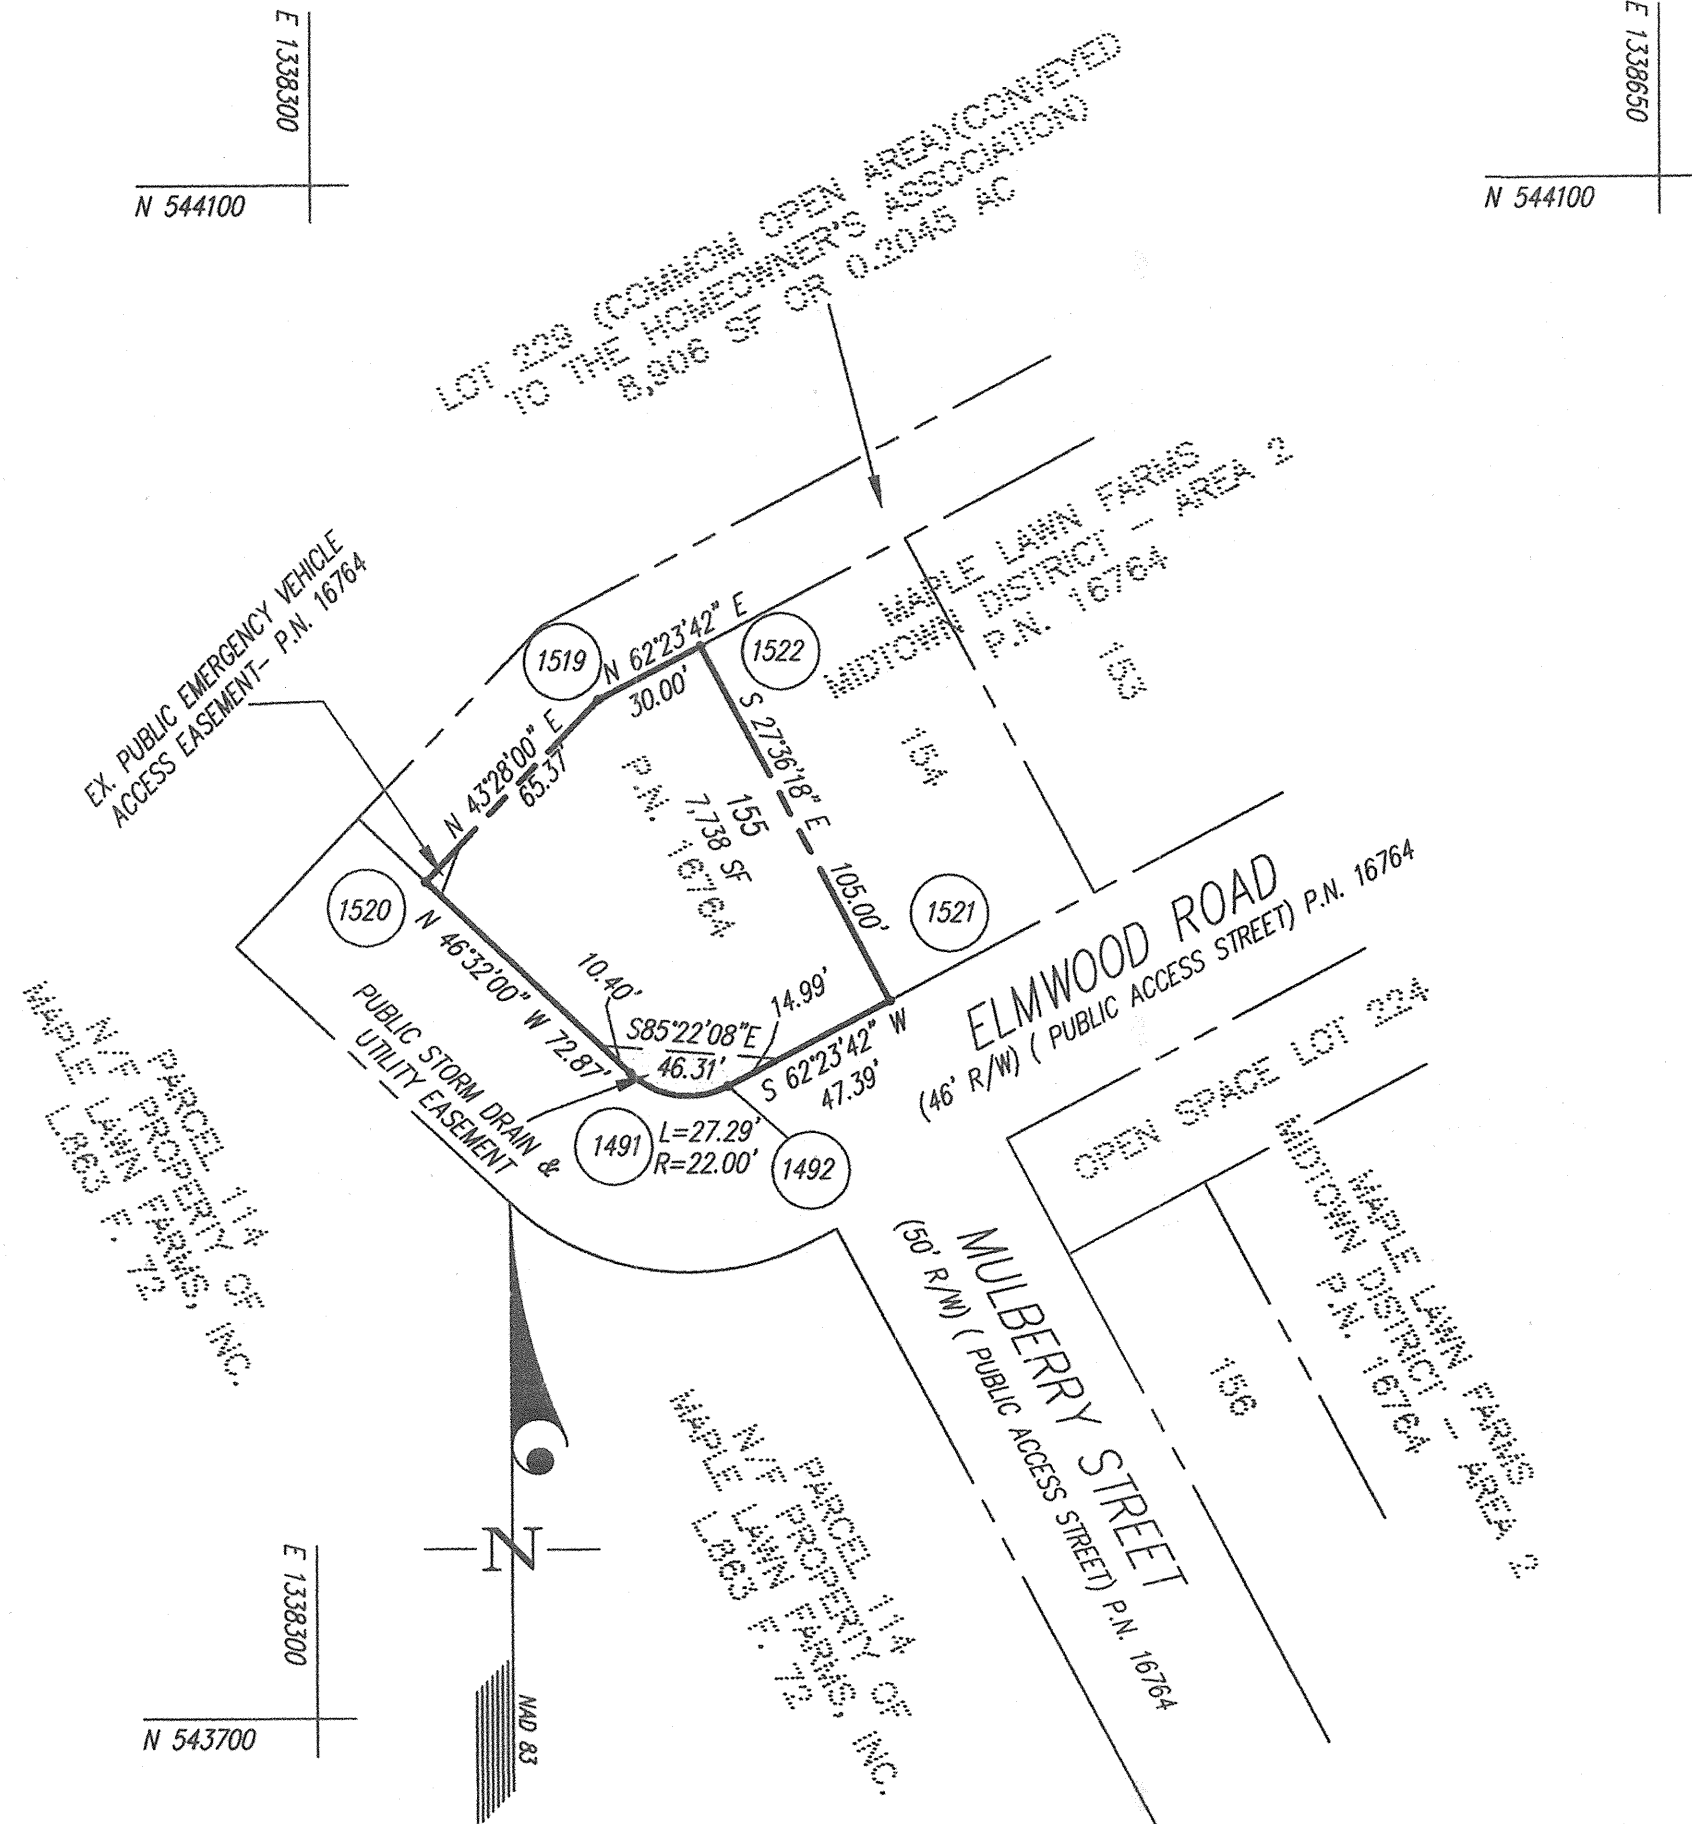 E 1338300
N 544100
E 1338650
N 544100
LOT 229 (COMMON OPEN AREA)(CONVEYED
TO THE HOMEOWNER'S ASSOCIATION)
8,906 SF OR 0.2045 AC
MAPLE LAWN FARMS
MIDTOWN DISTRICT - AREA 2
P.N. 16764
EX. PUBLIC EMERGENCY VEHICLE
ACCESS EASEMENT- P.N. 16764
1519
N 62°23'42" E
30.00'
1522
153
154
N 43°28'00" E
65.37'
S 27°36'18" E
105.00'
155
7,738 SF
P.N. 16764
1520
1521
N 46°32'00" W 72.87'
10.40'
14.99'
S85°22'08"E
46.31'
S 62°23'42" W
47.39'
ELMWOOD ROAD
(46' R/W) ( PUBLIC ACCESS STREET) P.N. 16764
PUBLIC STORM DRAIN &
UTILITY EASEMENT
1491
L=27.29'
R=22.00'
1492
OPEN SPACE LOT 224
PARCEL 114
N/F PROPERTY OF
MAPLE LAWN FARMS, INC.
L.863 F. 72
MULBERRY STREET
(50' R/W) ( PUBLIC ACCESS STREET) P.N. 16764
MAPLE LAWN FARMS
MIDTOWN DISTRICT - AREA 2
P.N. 16764
156
PARCEL 114
N/F PROPERTY OF
MAPLE LAWN FARMS, INC.
L.863 F. 72
N
NAD 83
E 1338300
N 543700